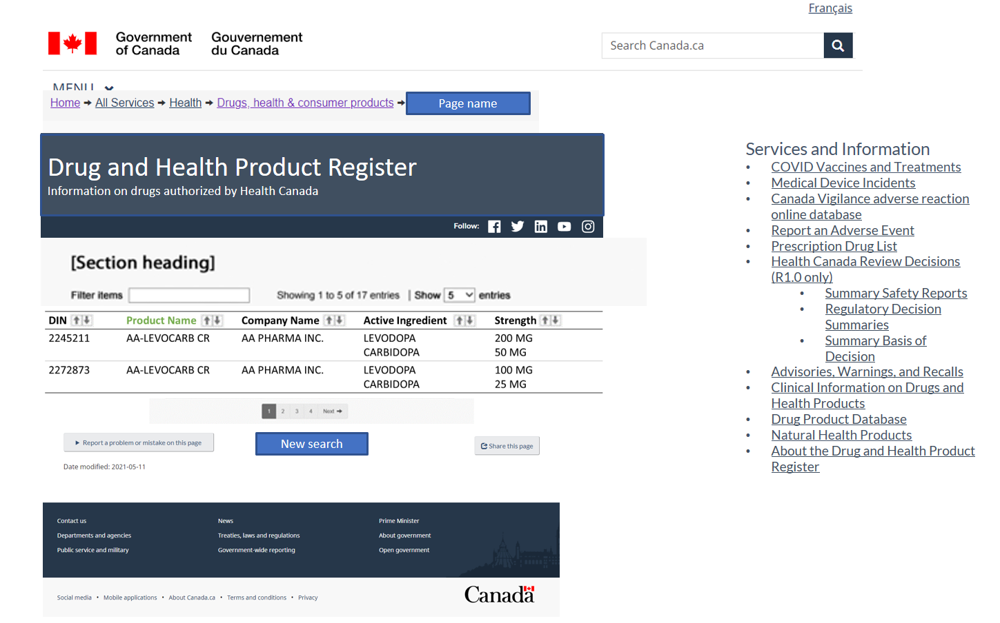 Français
Government
of Canada
Gouvernement
du Canada
Search Canada.ca
MENU
Home All Services Health Drugs, health & consumer products Page name
Drug and Health Product Register
Information on drugs authorized by Health Canada
Follow:
[Section heading]
Filter items Showing 1 to 5 of 17 entries | Show 5 entries
DIN Product Name Company Name Active Ingredient Strength
2245211 AA-LEVOCARB CR AA PHARMA INC. LEVODOPA 200 MG
CARBIDOPA 50 MG
2272873 AA-LEVOCARB CR AA PHARMA INC. LEVODOPA 100 MG
CARBIDOPA 25 MG
1 2 3 4 Next
Report a problem or mistake on this page
New search
Share this page
Date modified: 2021-05-11
Services and Information
• COVID Vaccines and Treatments
• Medical Device Incidents
• Canada Vigilance adverse reaction
online database
• Report an Adverse Event
• Prescription Drug List
• Health Canada Review Decisions
(R1.0 only)
• Summary Safety Reports
• Regulatory Decision
Summaries
• Summary Basis of
Decision
• Advisories, Warnings, and Recalls
• Clinical Information on Drugs and
Health Products
• Drug Product Database
• Natural Health Products
• About the Drug and Health Product
Register
Contact us News Prime Minister
Departments and agencies Treaties, laws and regulations About government
Public service and military Government-wide reporting Open government
Social media • Mobile applications • About Canada.ca • Terms and conditions • Privacy
Canada